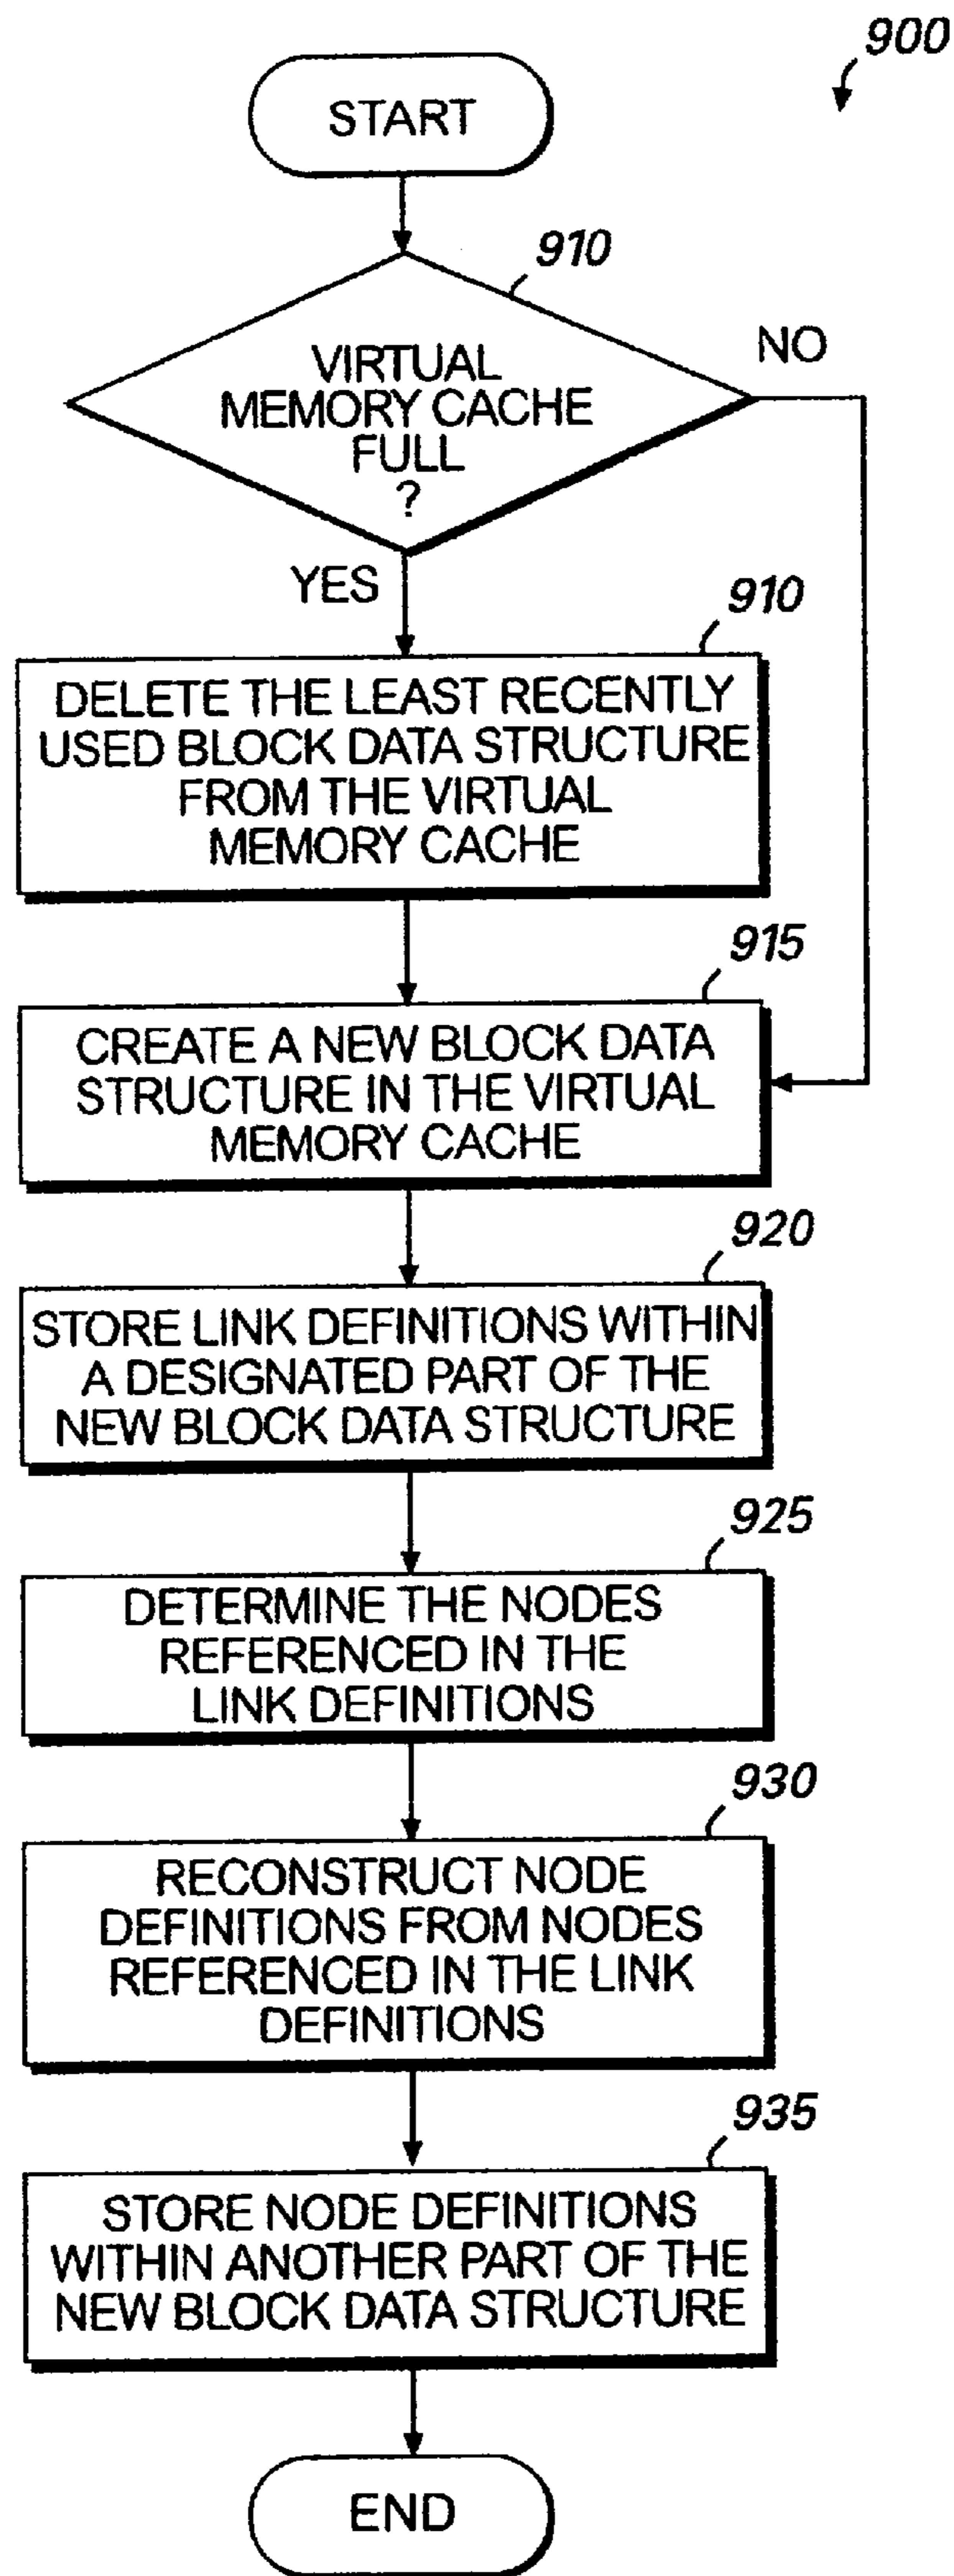 900
START
910
VIRTUAL
MEMORY CACHE
FULL
?
NO
YES
910
DELETE THE LEAST RECENTLY
USED BLOCK DATA STRUCTURE
FROM THE VIRTUAL
MEMORY CACHE
915
CREATE A NEW BLOCK DATA
STRUCTURE IN THE VIRTUAL
MEMORY CACHE
920
STORE LINK DEFINITIONS WITHIN
A DESIGNATED PART OF THE
NEW BLOCK DATA STRUCTURE
925
DETERMINE THE NODES
REFERENCED IN THE
LINK DEFINITIONS
930
RECONSTRUCT NODE
DEFINITIONS FROM NODES
REFERENCED IN THE LINK
DEFINITIONS
935
STORE NODE DEFINITIONS
WITHIN ANOTHER PART OF THE
NEW BLOCK DATA STRUCTURE
END